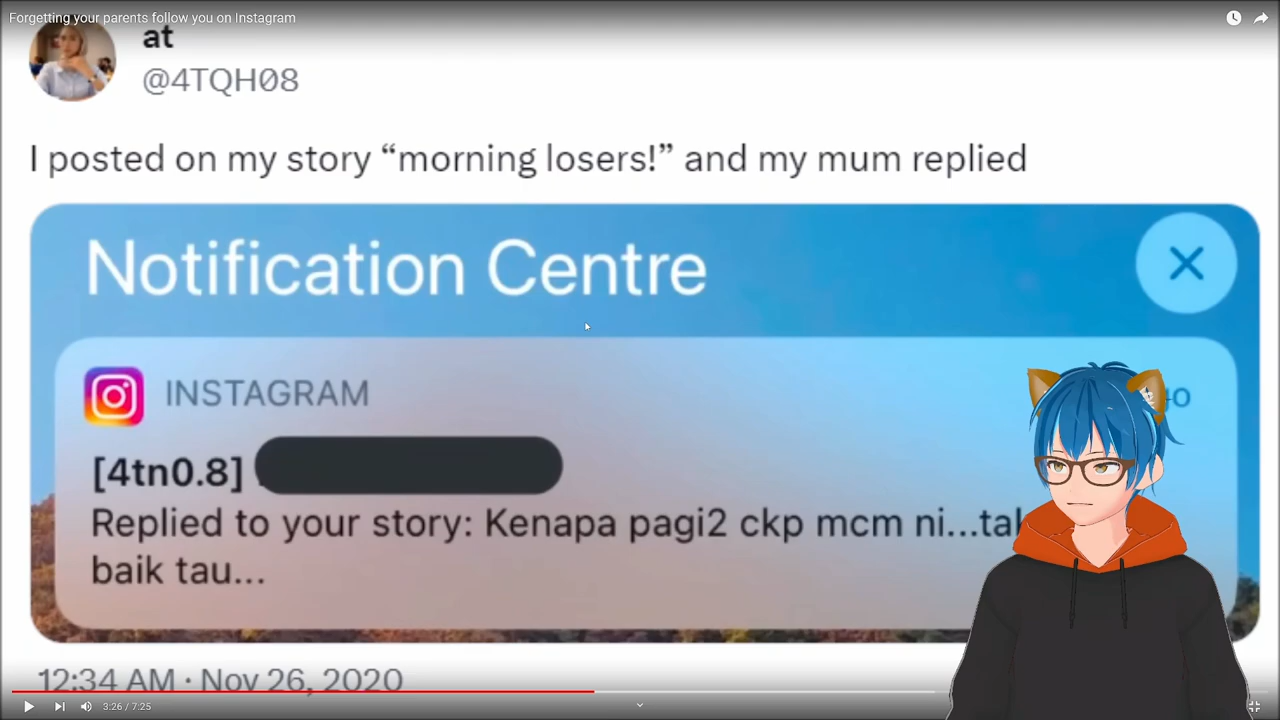 Forgetting your parents follow you on Instagram
at
@4TQH08
I posted on my story “morning losers!” and my mum replied
Notification Centre
INSTAGRAM
[4tn0.8]
Replied to your story: Kenapa pagi2 ckp mcm ni...
baik tau...
12:34 AM · Nov 26, 2020
3:26 / 7:25